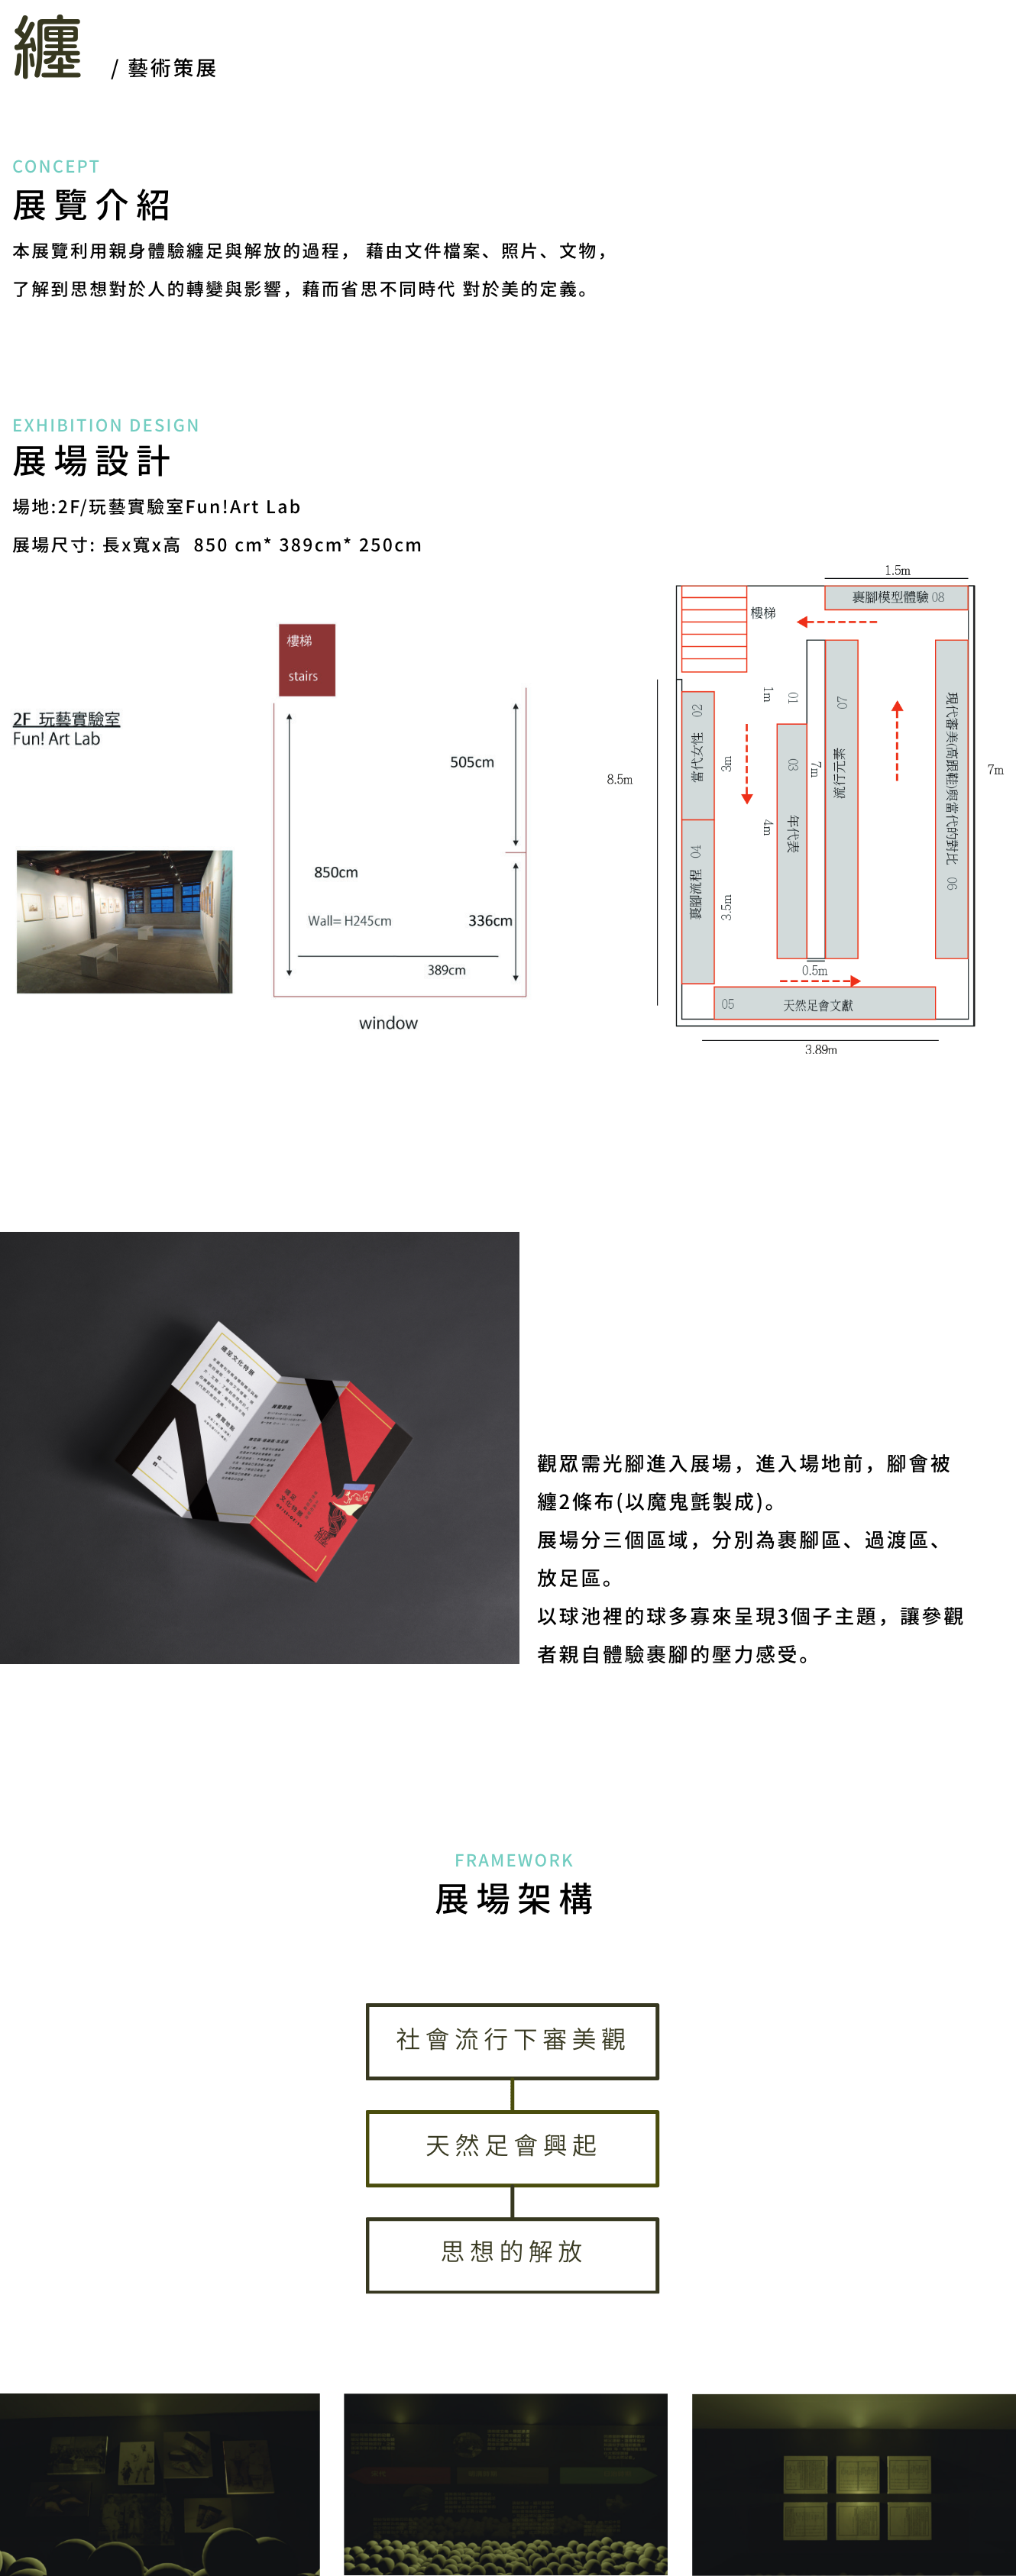 纏
/ 藝術策展
CONCEPT
展覽介紹
本展覽利用親身體驗纏足與解放的過程， 藉由文件檔案、照片、文物，
了解到思想對於人的轉變與影響，藉而省思不同時代 對於美的定義。
EXHIBITION DESIGN
展場設計
場地:2F/玩藝實驗室Fun!Art Lab
展場尺寸: 長x寬x高  850 cm* 389cm* 250cm
2F 玩藝實驗室
Fun! Art Lab
樓梯
stairs
505cm
850cm
Wall= H245cm
336cm
389cm
window
1.5m
裹腳模型體驗 08
樓梯
8.5m
02 當代女性
3m
04 裹腳流程
3.5m
1m
01
4m
03 年代表
7m
07 流行元素
現代審美(高跟鞋)與當代的對比 06
7m
0.5m
05 天然足會文獻
3.89m
纏足文化特展
纏
觀眾需光腳進入展場，進入場地前，腳會被
纏2條布(以魔鬼氈製成)。
展場分三個區域，分別為裹腳區、過渡區、
放足區。
以球池裡的球多寡來呈現3個子主題，讓參觀
者親自體驗裹腳的壓力感受。
FRAMEWORK
展場架構
社會流行下審美觀
天然足會興起
思想的解放